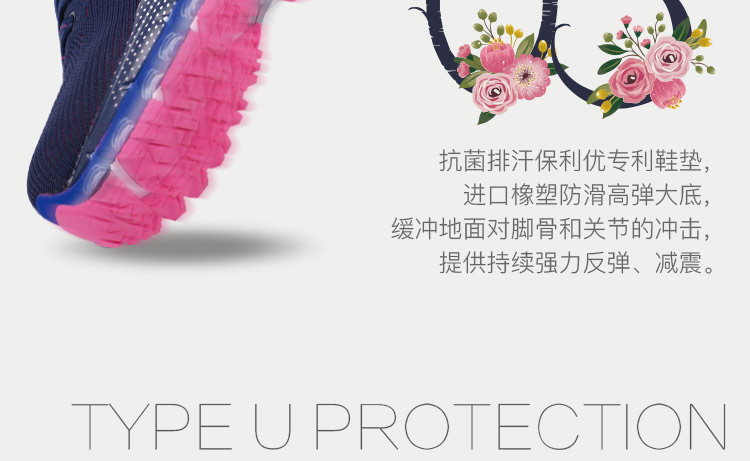 抗菌排汗保利优专利鞋垫，
进口橡塑防滑高弹大底，
缓冲地面对脚骨和关节的冲击，
提供持续强力反弹、减震。
TYPE U PROTECTION